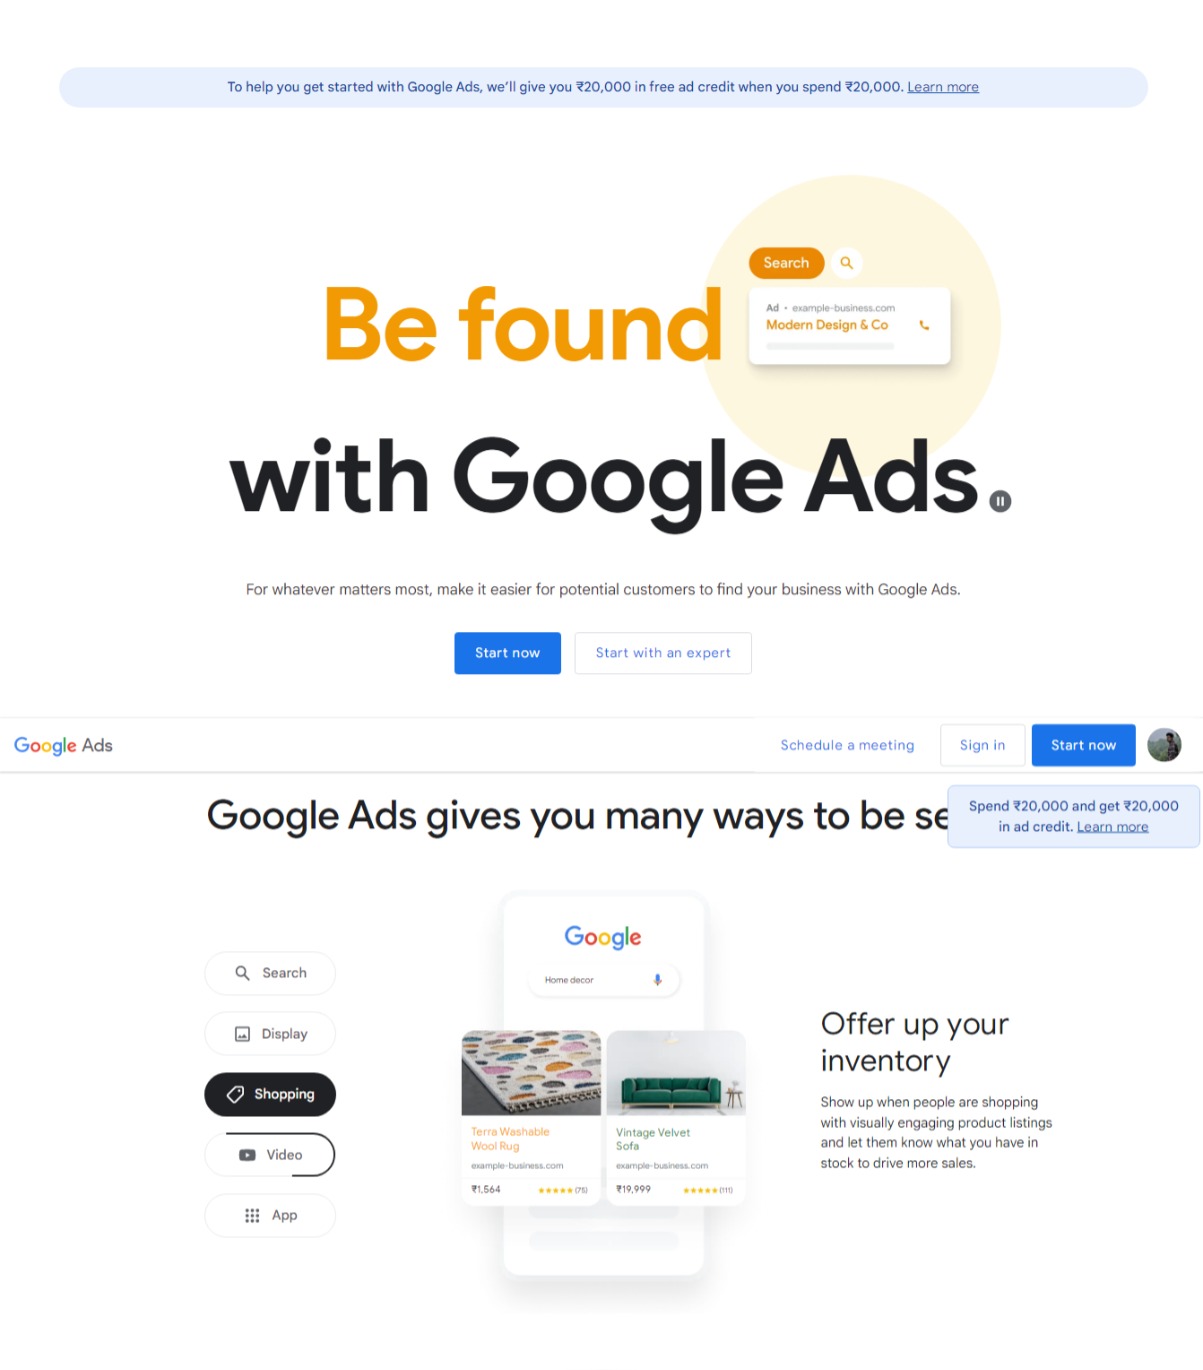 To help you get started with Google Ads, we'll give you ₹20,000 in free ad credit when you spend ₹20,000. Learn more
Search
Ad • example-business.com
Modern Design & Co
Be found
with Google Ads.
For whatever matters most, make it easier for potential customers to find your business with Google Ads.
Start now
Start with an expert
Google Ads
Schedule a meeting
Sign in
Start now
Spend ₹20,000 and get ₹20,000
in ad credit. Learn more
Google Ads gives you many ways to be se
Search
Display
Shopping
Video
App
Google
Home decor
Terra Washable
Wool Rug
example-business.com
₹1,564
★★★★★ (75)
Vintage Velvet
Sofa
example-business.com
₹19,999
★★★★★ (111)
Offer up your
inventory
Show up when people are shopping
with visually engaging product listings
and let them know what you have in
stock to drive more sales.